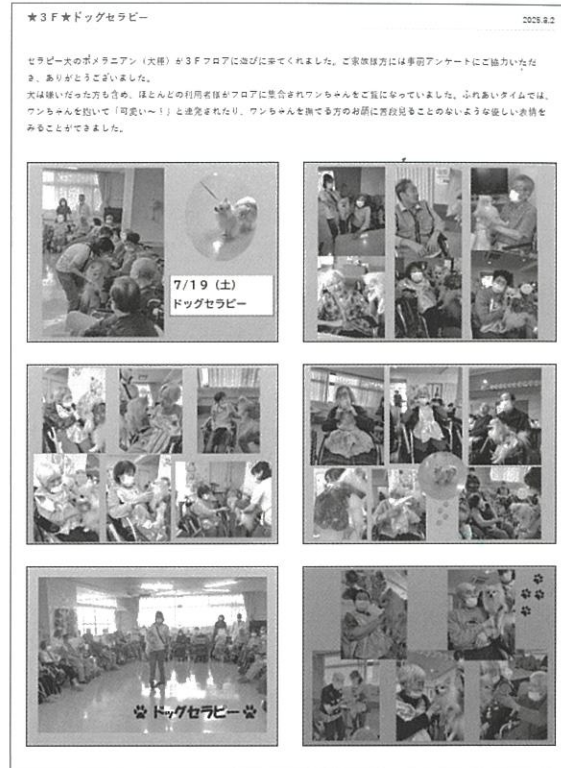 ★３Ｆ★ドッグセラピー
2025.8.2
セラピー犬のポメラニアン（犬種）が３Ｆフロアに遊びに来てくれました。ご家族様方には事前アンケートにご協力いただ
き、ありがとうございました。
犬は嫌いだった方も含め、ほとんどの利用者様がフロアに集合されワンちゃんをご覧になっていました。ふれあいタイムでは、
ワンちゃんを抱いて「可愛い～！」と連発されたり、ワンちゃんを撫でる方のお顔に普段見ることのないような優しい表情を
みることができました。
7/19（土）
ドッグセラピー
ドッグセラピー